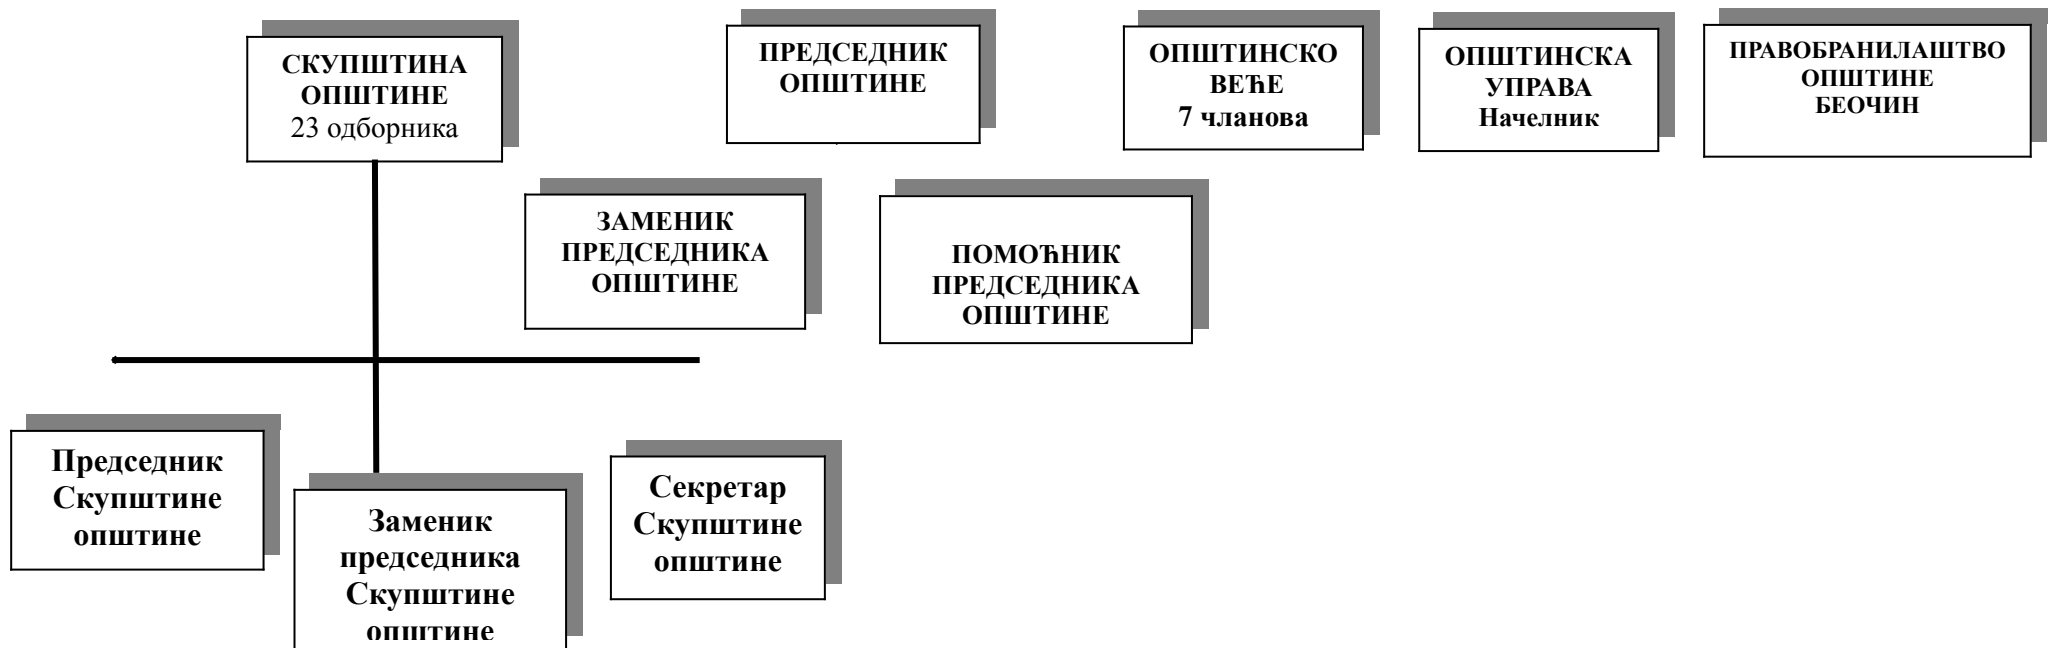 СКУПШТИНА
ОПШТИНЕ
23 одборника
ПРЕДСЕДНИК
ОПШТИНЕ
ОПШТИНСКО
ВЕЋЕ
7 чланова
ОПШТИНСКА
УПРАВА
Начелник
ПРАВОБРАНИЛАШТВО
ОПШТИНЕ
БЕОЧИН
ЗАМЕНИК
ПРЕДСЕДНИКА
ОПШТИНЕ
ПОМОЋНИК
ПРЕДСЕДНИКА
ОПШТИНЕ
Председник
Скупштине
општине
Заменик
председника
Скупштине
општине
Секретар
Скупштине
општине